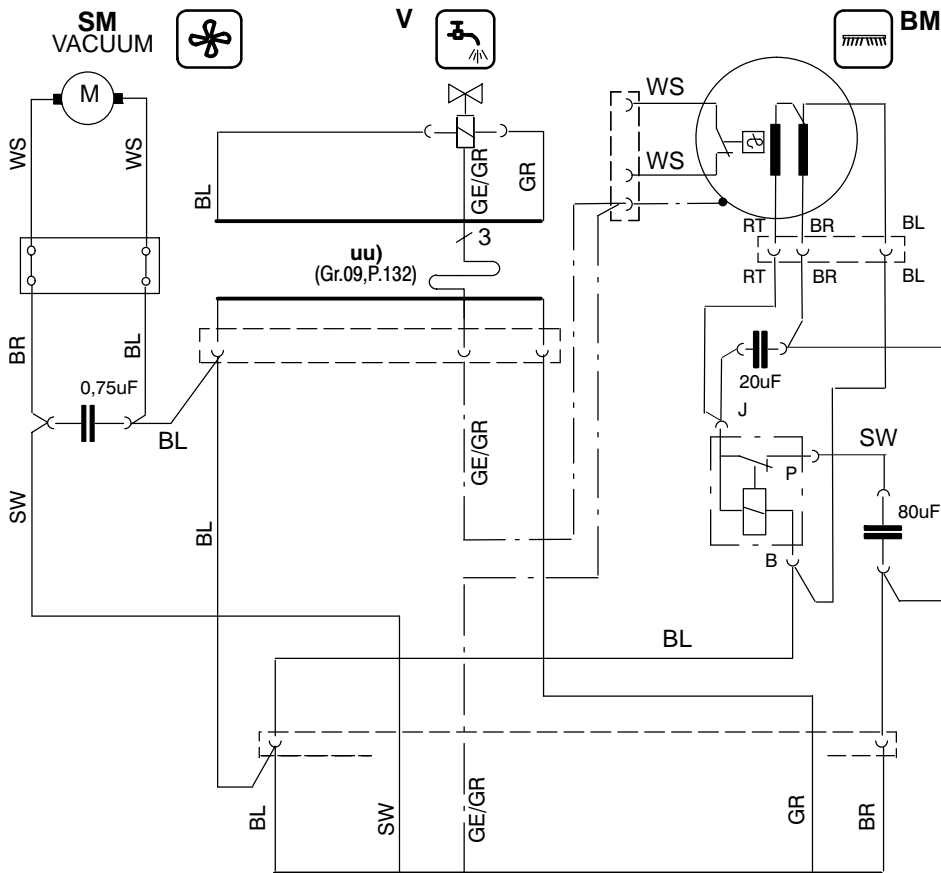 SM
VACUUM
V
BM
M
WS
WS
WS
WS
BL
GE/GR
GR
3
uu)
(Gr.09,P.132)
RT
BR
BL
RT
BR
BL
BR
BL
0,75uF
BL
20uF
J
SW
P
80uF
B
GE/GR
SW
BL
BL
BL
SW
GE/GR
GR
BR